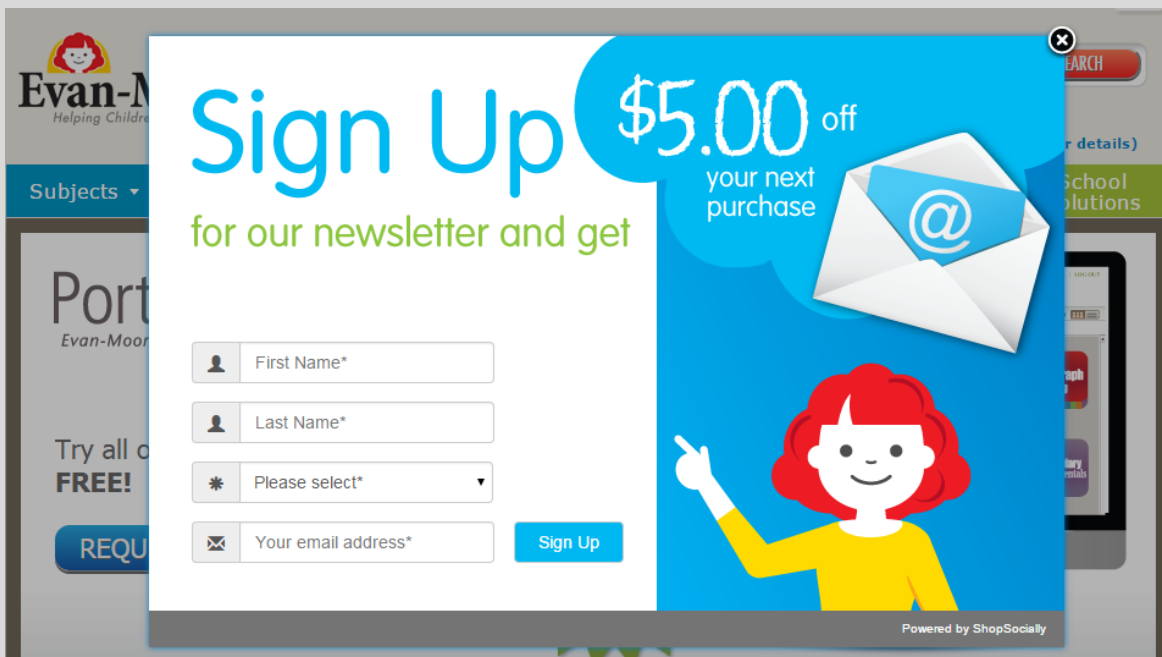 Evan-M
Helping Childre
EARCH
r details)
Subjects
School
olutions
Sign Up
for our newsletter and get
$5.00 off
your next
purchase
@
Port
Evan-Moor
Try all o
FREE!
REQU
First Name*
Last Name*
Please select*
Your email address*
Sign Up
LOGOUT
aph
Powered by ShopSocially